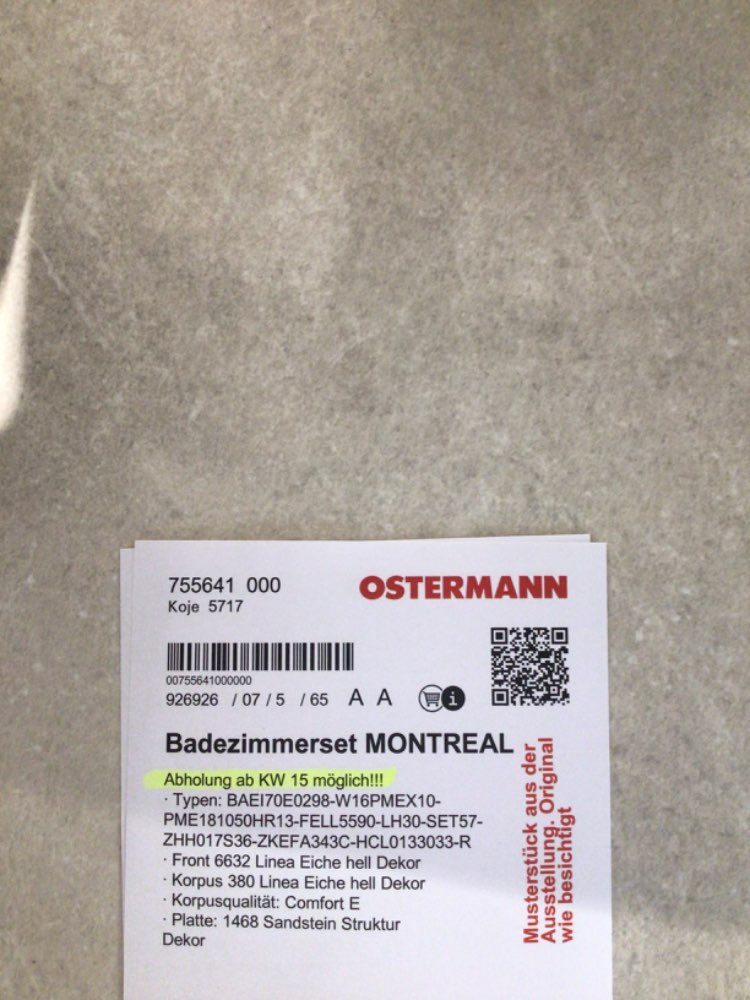 755641 000
OSTERMANN
Koje 5717
00755641000000
926926 / 07 / 5 / 65 A A
i
Badezimmerset MONTREAL
Abholung ab KW 15 möglich!!!
· Typen: BAEI70E0298-W16PMEX10-
PME181050HR13-FELL5590-LH30-SET57-
ZHH017S36-ZKEFA343C-HCL0133033-R
· Front 6632 Linea Eiche hell Dekor
· Korpus 380 Linea Eiche hell Dekor
· Korpusqualität: Comfort E
· Platte: 1468 Sandstein Struktur
Dekor
Musterstück aus der
Ausstellung. Original
wie besichtigt